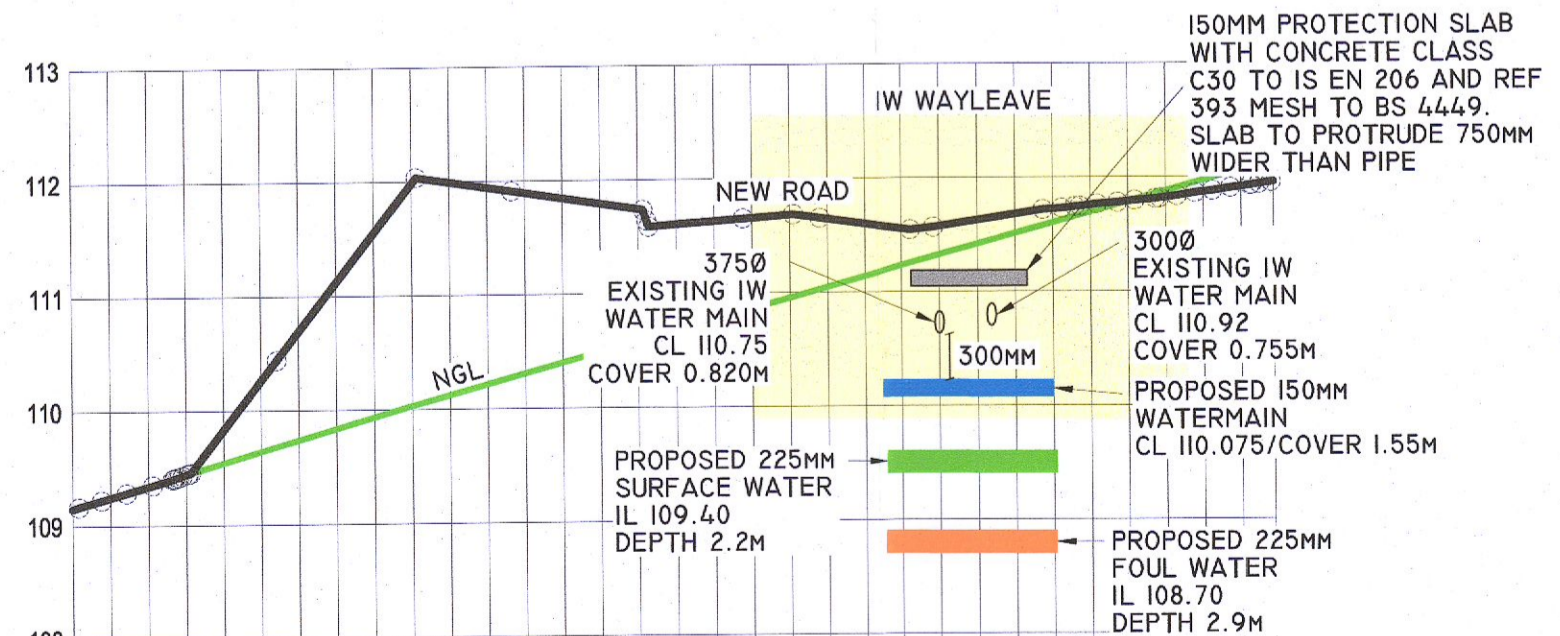 150MM PROTECTION SLAB
WITH CONCRETE CLASS
C30 TO IS EN 206 AND REF
393 MESH TO BS 4449.
SLAB TO PROTRUDE 750MM
WIDER THAN PIPE
113
IW WAYLEAVE
112
NEW ROAD
375Ø
EXISTING IW
WATER MAIN
CL 110.75
COVER 0.820M
300Ø
EXISTING IW
WATER MAIN
CL 110.92
COVER 0.755M
111
300MM
NGL
PROPOSED 150MM
WATERMAIN
CL 110.075/COVER 1.55M
110
PROPOSED 225MM
SURFACE WATER
IL 109.40
DEPTH 2.2M
109
PROPOSED 225MM
FOUL WATER
IL 108.70
DEPTH 2.9M